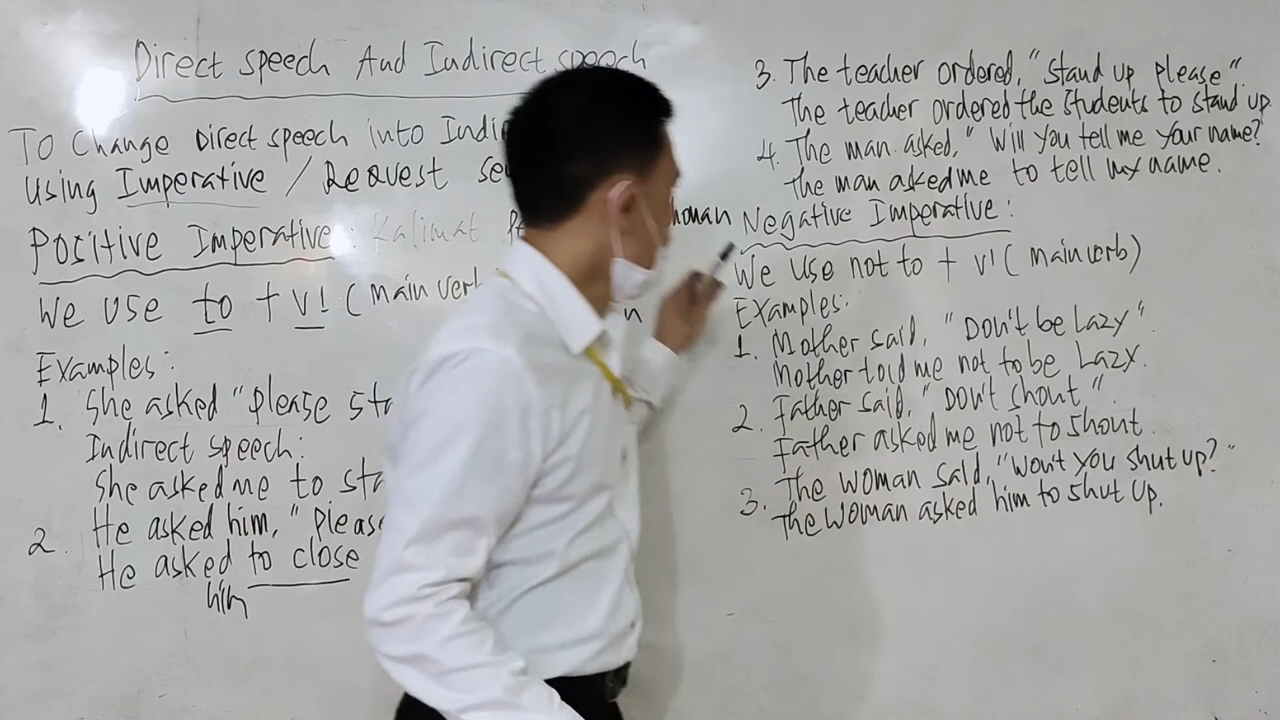 Direct speech And Indirect speech
To Change Direct speech into
Using Imperative / Request
Positive Imperative : Kalimat
We use to + V1 (main verb
Examples:
1. She asked "please
Indirect speech:
She asked me to
2. He asked him, "please
He asked to close
him
3. The teacher ordered, "stand up please"
The teacher ordered the students to stand up.
4. The man asked, "Will you tell me your name?
The man asked me to tell my name.
Negative Imperative:
We use not to + V1 (main verb)
Examples:
1. Mother said, "Don't be Lazy".
Mother told me not to be Lazy.
2. Father said, "Don't shout".
Father asked me not to shout.
3. The woman said, "Won't you shut up?"
The woman asked him to shut up.